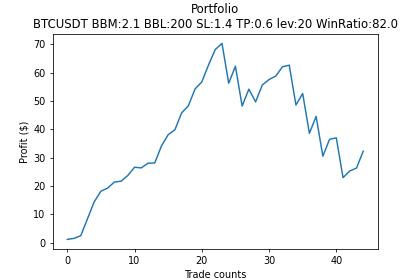 Portfolio
BTCUSDT BBM:2.1 BBL:200 SL:1.4 TP:0.6 lev:20 WinRatio:82.0
70
60
50
40
30
20
10
0
Profit ($)
0 10 20 30 40
Trade counts